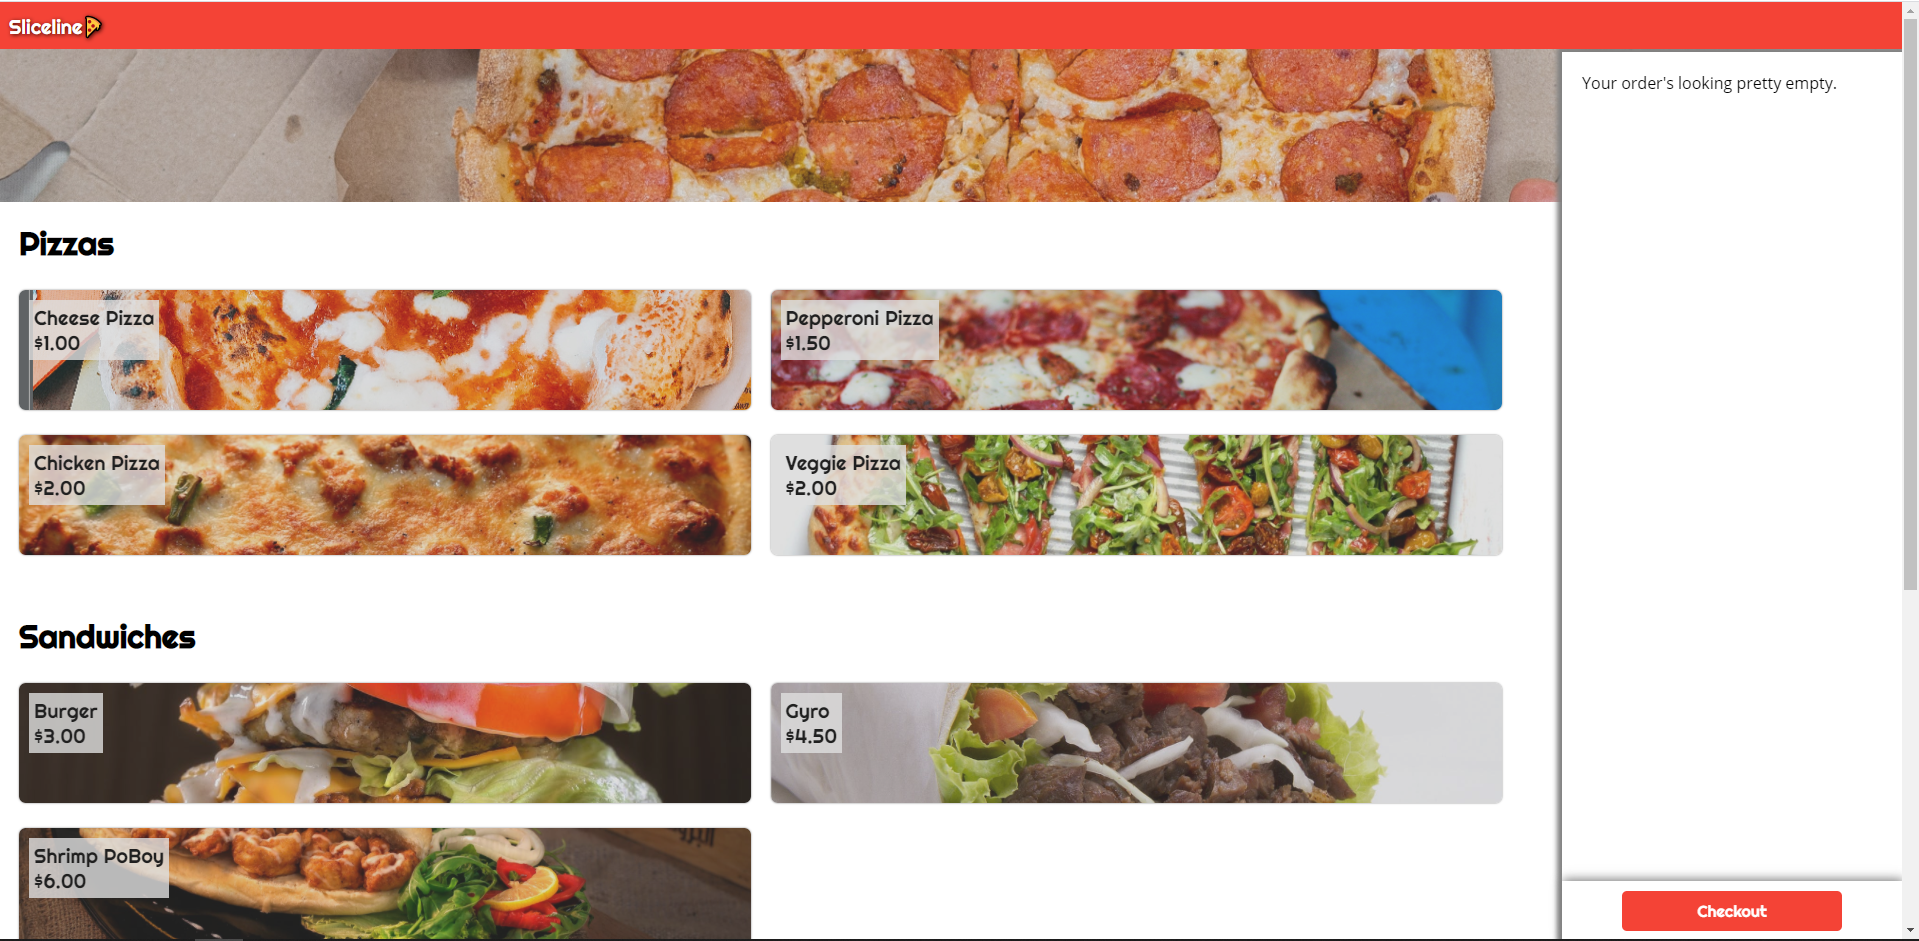 Sliceline
Your order's looking pretty empty.
Pizzas
Cheese Pizza
$1.00
Pepperoni Pizza
$1.50
Chicken Pizza
$2.00
Veggie Pizza
$2.00
Sandwiches
Burger
$3.00
Gyro
$4.50
Shrimp PoBoy
$6.00
Checkout